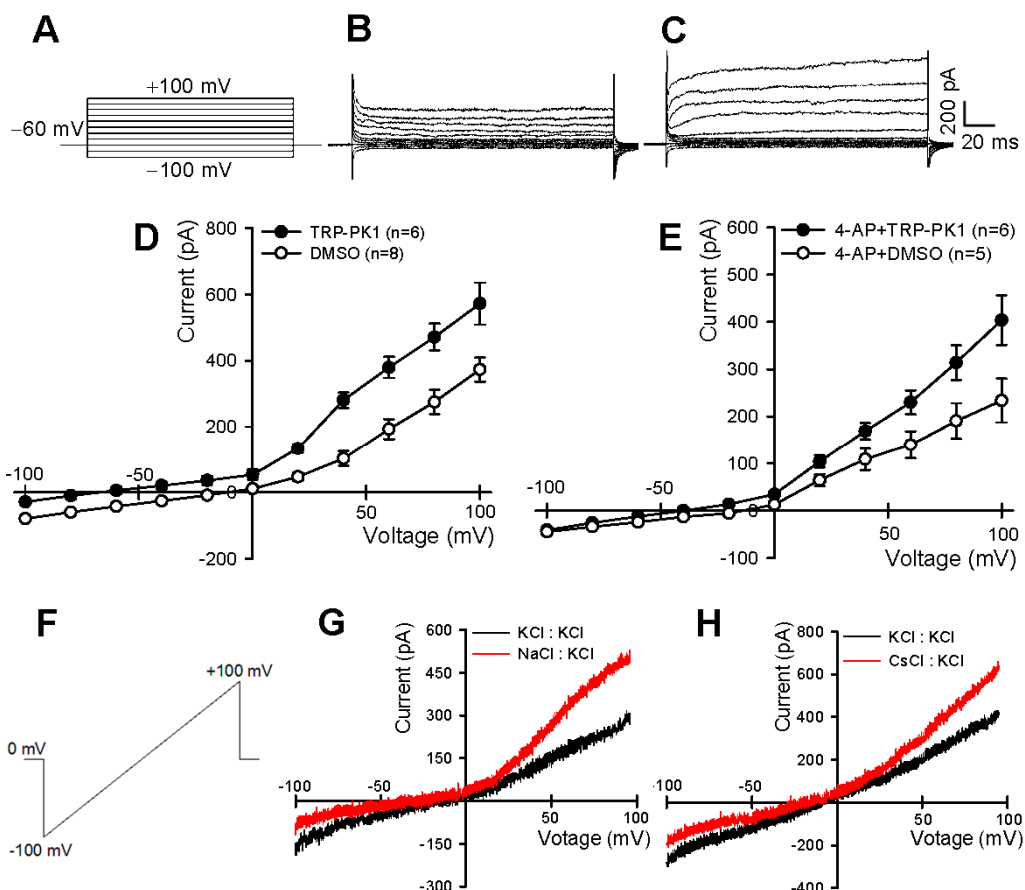 A
+100 mV
−60 mV
−100 mV
B
C
200 pA
20 ms
D
Current (pA)
TRP-PK1 (n=6)
DMSO (n=8)
800
600
400
200
-100
-50
0
50
100
-200
Voltage (mV)
E
Current (pA)
4-AP+TRP-PK1 (n=6)
4-AP+DMSO (n=5)
600
500
400
300
200
100
-100
-50
0
50
100
-100
Voltage (mV)
F
+100 mV
0 mV
-100 mV
G
Current (pA)
KCl : KCl
NaCl : KCl
600
450
300
150
-100
-50
0
50
100
-150
-300
Votage (mV)
H
Current (pA)
KCl : KCl
CsCl : KCl
800
600
400
200
-100
-50
0
50
100
-200
-400
Votage (mV)